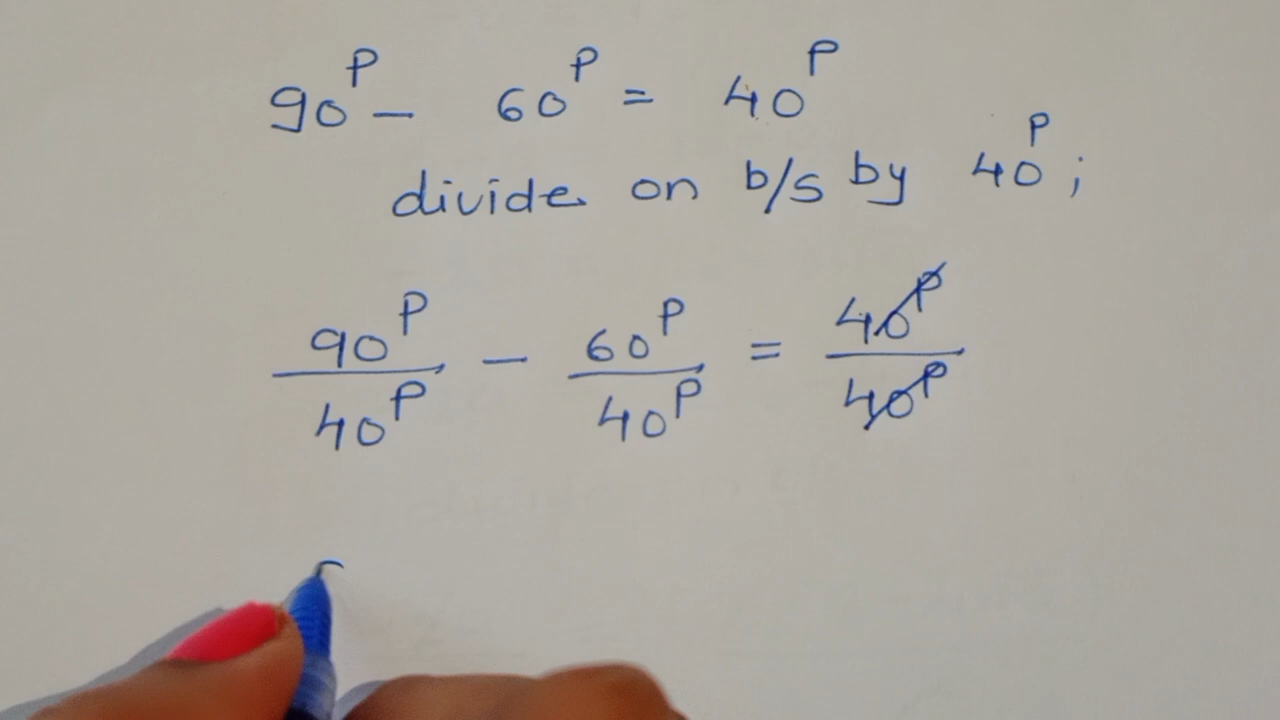 90^P - 60^P = 40^P
divide on b/s by 40^P ;
90^P/40^P - 60^P/40^P = 40^P/40^P